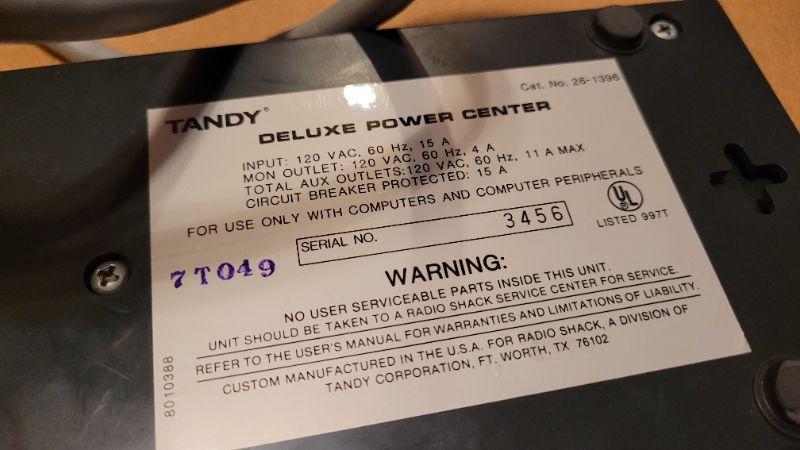 Cat. No. 26-1396
TANDY®
DELUXE POWER CENTER
INPUT: 120 VAC, 60 Hz, 15 A
MON OUTLET: 120 VAC, 60 Hz, 4 A
TOTAL AUX OUTLETS:120 VAC, 60 Hz, 11 A MAX
CIRCUIT BREAKER PROTECTED: 15 A
FOR USE ONLY WITH COMPUTERS AND COMPUTER PERIPHERALS
UL
LISTED 997T
SERIAL NO. 3456
7T049
WARNING:
NO USER SERVICEABLE PARTS INSIDE THIS UNIT.
UNIT SHOULD BE TAKEN TO A RADIO SHACK SERVICE CENTER FOR SERVICE.
REFER TO THE USER'S MANUAL FOR WARRANTIES AND LIMITATIONS OF LIABILITY.
CUSTOM MANUFACTURED IN THE U.S.A. FOR RADIO SHACK, A DIVISION OF
TANDY CORPORATION, FT. WORTH, TX 76102
8010388